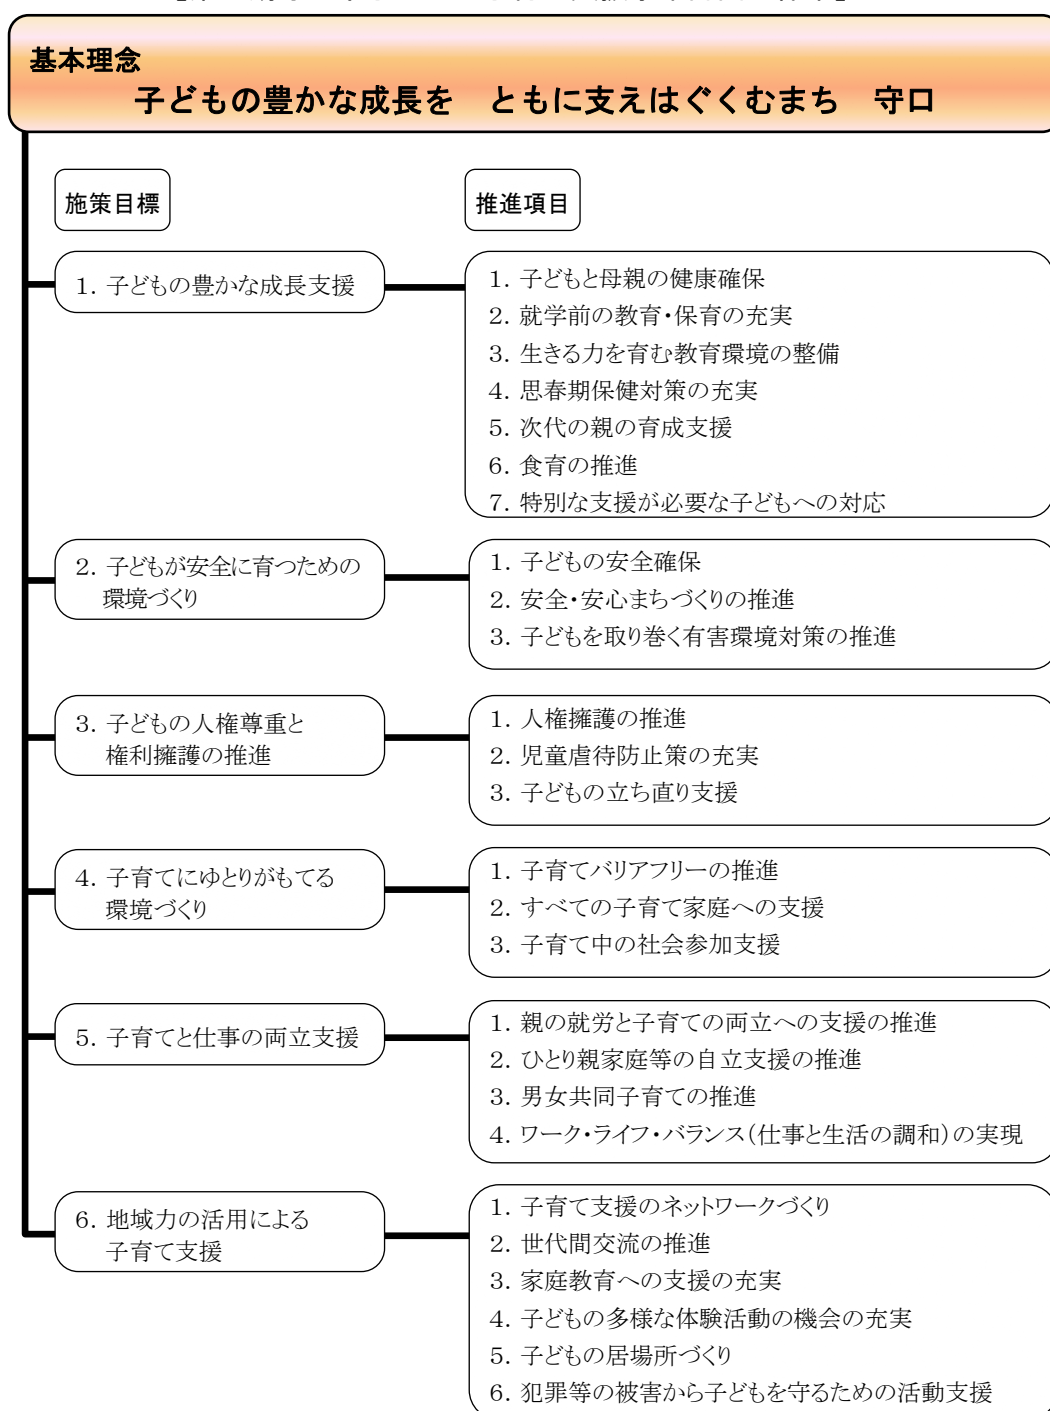 基本理念
子どもの豊かな成長を　ともに支えはぐくむまち　守口
施策目標
推進項目
1．子どもの豊かな成長支援
1．子どもと母親の健康確保
2．就学前の教育・保育の充実
3．生きる力を育む教育環境の整備
4．思春期保健対策の充実
5．次代の親の育成支援
6．食育の推進
7．特別な支援が必要な子どもへの対応
2．子どもが安全に育つための
環境づくり
1．子どもの安全確保
2．安全・安心まちづくりの推進
3．子どもを取り巻く有害環境対策の推進
3．子どもの人権尊重と
権利擁護の推進
1．人権擁護の推進
2．児童虐待防止策の充実
3．子どもの立ち直り支援
4．子育てにゆとりがもてる
環境づくり
1．子育てバリアフリーの推進
2．すべての子育て家庭への支援
3．子育て中の社会参加支援
5．子育てと仕事の両立支援
1．親の就労と子育ての両立への支援の推進
2．ひとり親家庭等の自立支援の推進
3．男女共同子育ての推進
4．ワーク・ライフ・バランス（仕事と生活の調和）の実現
6．地域力の活用による
子育て支援
1．子育て支援のネットワークづくり
2．世代間交流の推進
3．家庭教育への支援の充実
4．子どもの多様な体験活動の機会の充実
5．子どもの居場所づくり
6．犯罪等の被害から子どもを守るための活動支援